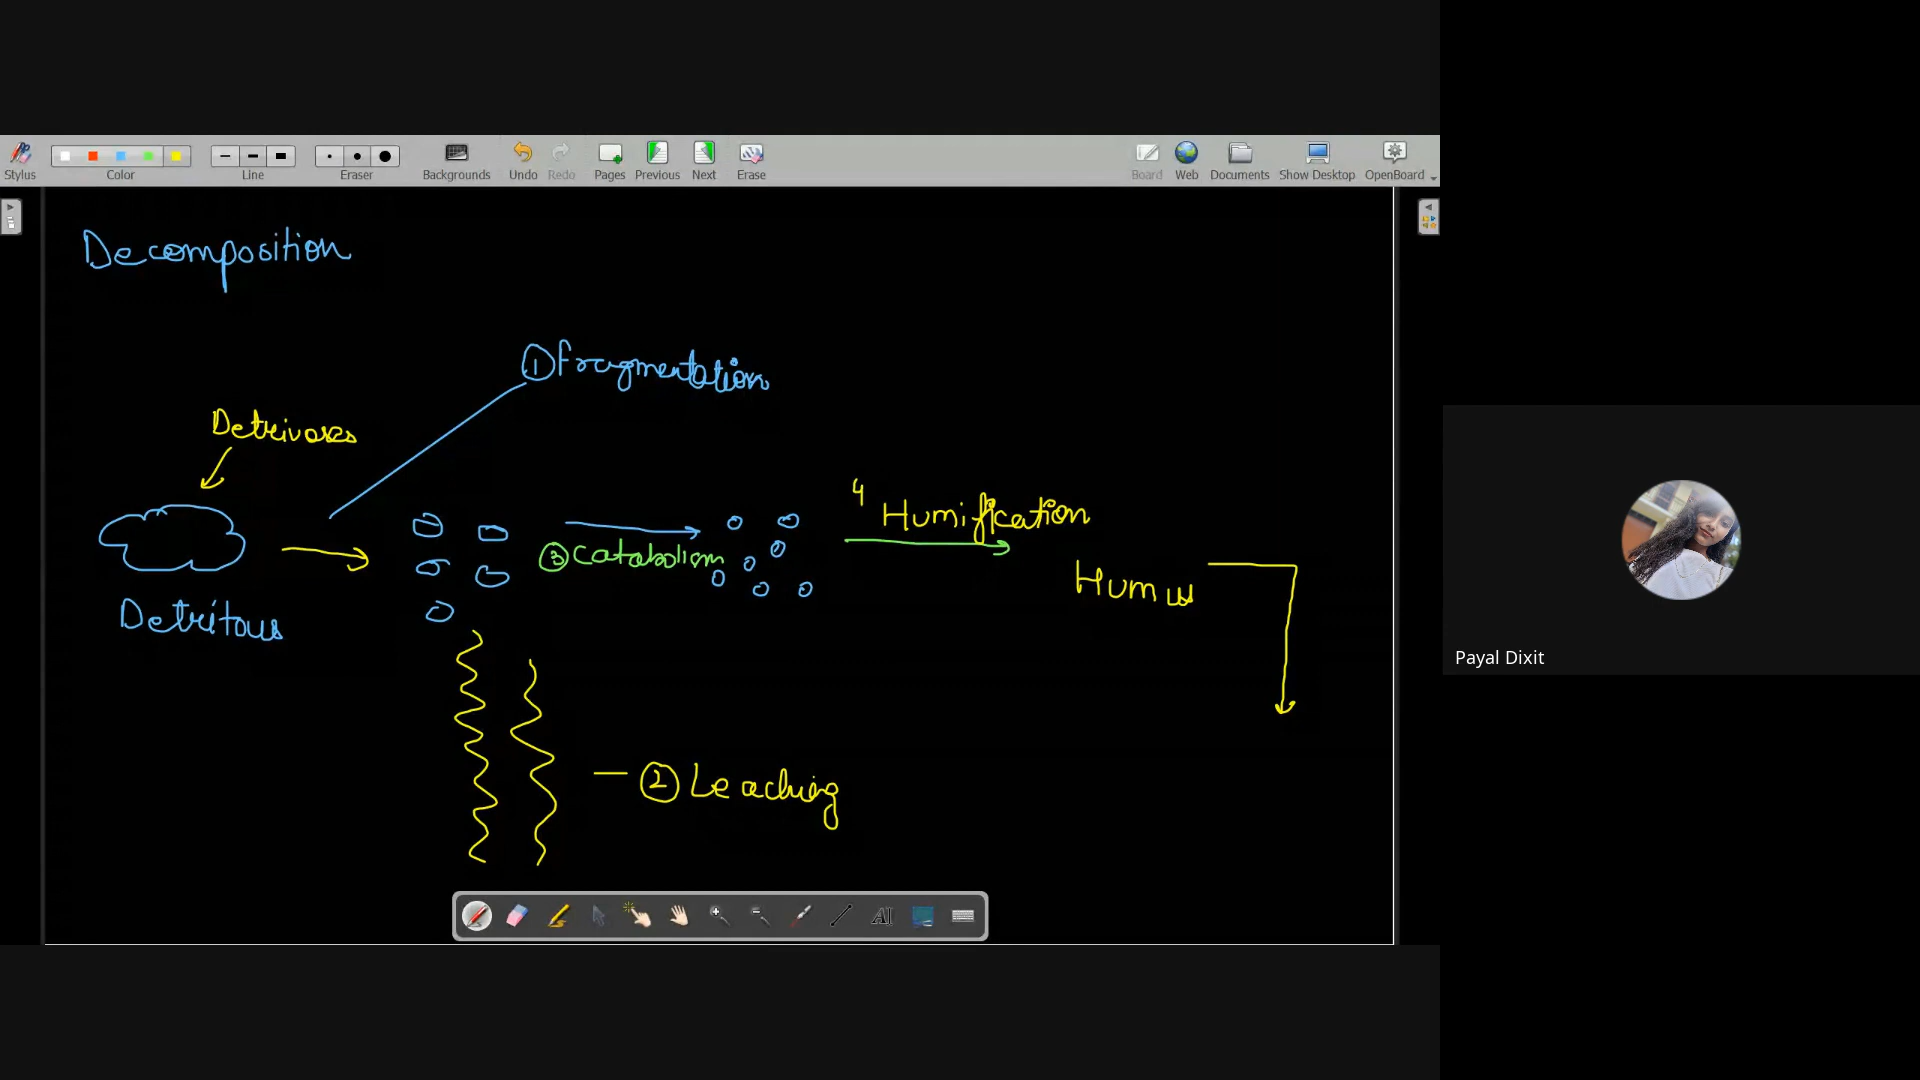 Stylus
Color
Line
Eraser
Backgrounds
Undo
Redo
Pages
Previous
Next
Erase
Board
Web
Documents
Show Desktop
OpenBoard
Decomposition
① fragmentation
Detrivores
4 Humification
③ Catabolism
Humus
Detritous
② Leaching
Payal Dixit